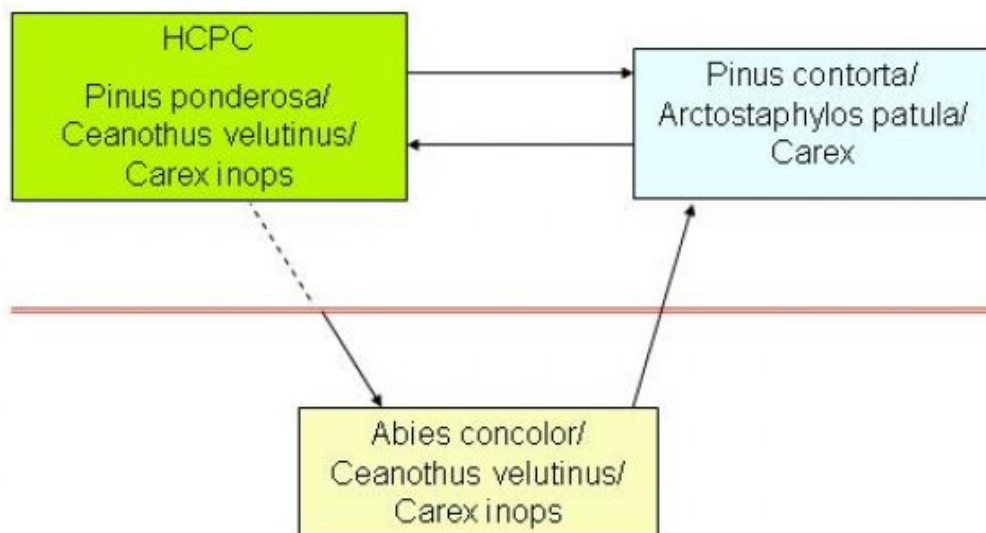 HCPC
Pinus ponderosa/
Ceanothus velutinus/
Carex inops
Pinus contorta/
Arctostaphylos patula/
Carex
Abies concolor/
Ceanothus velutinus/
Carex inops